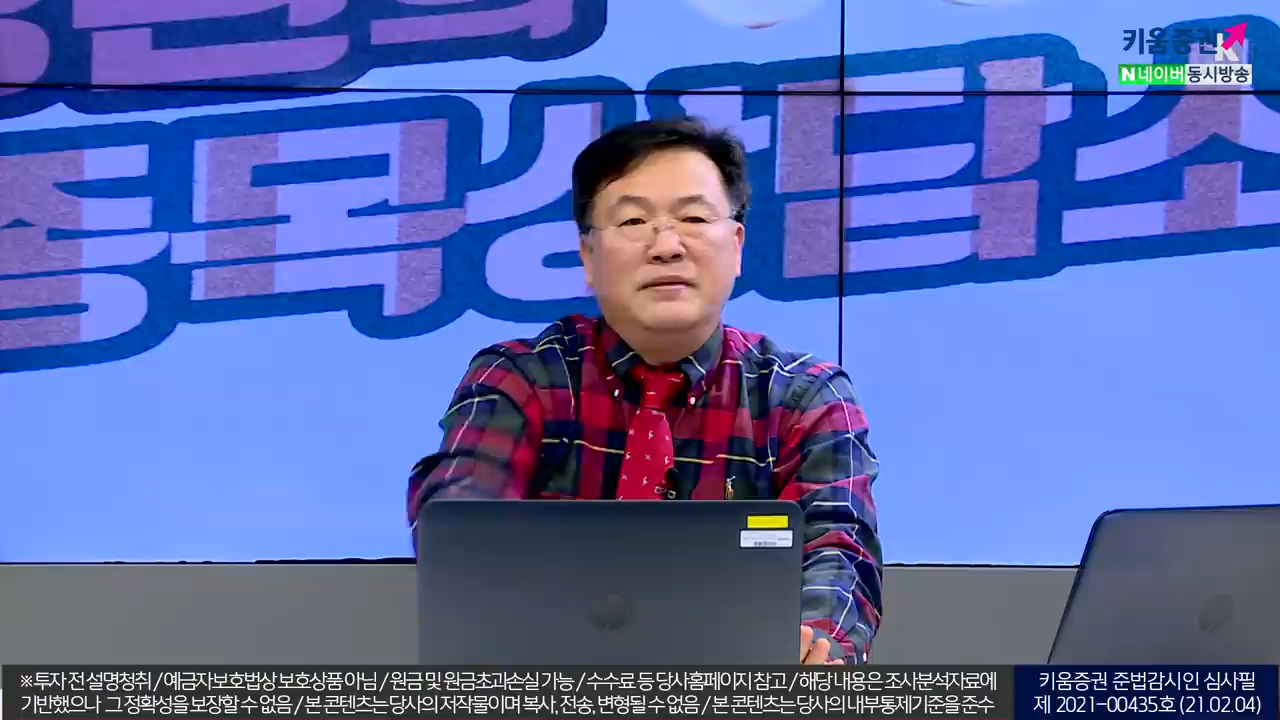 키움증권
N 네이버 동시방송
종목상담소
※ 투자 전 설명청취 / 예금자보호법상 보호상품 아님 / 원금 및 원금초과손실 가능 / 수수료 등 당사홈페이지 참고 / 해당 내용은 조사분석자료에
기반했으나 그 정확성을 보장할 수 없음 / 본 콘텐츠는 당사의 저작물이며 복사, 전송, 변형될 수 없음 / 본 콘텐츠는 당사의 내부통제기준을 준수
키움증권 준법감시인 심사필
제 2021-00435호 (21.02.04)